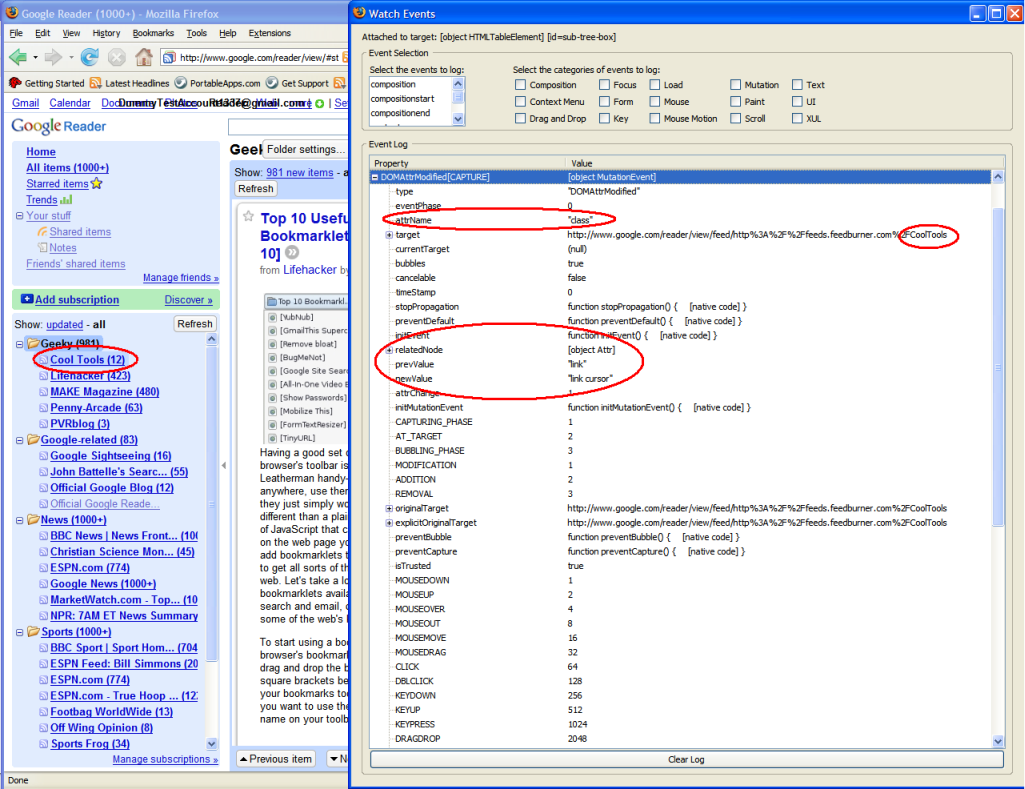 Google Reader (1000+) - Mozilla Firefox
File Edit View History Bookmarks Tools Help Extensions
http://www.google.com/reader/view/#st
Getting Started Latest Headlines PortableApps.com Get Support
Gmail Calendar
Google Reader
Home
All items (1000+)
Starred items
Trends
Your stuff
Shared items
Notes
Friends' shared items
Manage friends »
Add subscription Discover »
Show: updated - all Refresh
Geeky (981)
Cool Tools (12)
Lifehacker (423)
MAKE Magazine (480)
Penny-Arcade (63)
PVRblog (3)
Google-related (83)
Google Sightseeing (16)
John Battelle's Searc... (55)
Official Google Blog (12)
Official Google Reade...
News (1000+)
BBC News | News Front... (100
Christian Science Mon... (45)
ESPN.com (774)
Google News (1000+)
MarketWatch.com - Top... (10
NPR: 7AM ET News Summary
Sports (1000+)
BBC Sport | Sport Hom... (704
ESPN Feed: Bill Simmons (20
ESPN.com (774)
ESPN.com - True Hoop ... (12
Footbag WorldWide (13)
Off Wing Opinion (8)
Sports Frog (34)
Manage subscriptions »
Done
Geek Folder settings...
Show: 981 new items - a
Refresh
Top 10 Usefu
Bookmarklet
10] »
from Lifehacker by
Top 10 Bookmarkl..
[YubNub]
[GmailThis Superc
[Remove bloat]
[BugMeNot]
[Google Site Sear
[All-In-One Video B
[Show Passwords]
[Mobilize This]
[FormTextResizer]
[TinyURL]
Having a good set o
browser's toolbar is
Leatherman handy-
anywhere, use them
they just simply wo
different than a plai
of JavaScript that c
on the web page yo
add bookmarklets t
to get all sorts of th
web. Let's take a lo
bookmarklets availa
search and email, c
some of the web's b
To start using a boo
browser's bookmar
drag and drop the b
square brackets be
your bookmarks too
you want to use the
name on your toolb
Previous item N
Watch Events
Attached to target: [object HTMLTableElement] [id=sub-tree-box]
Event Selection
Select the events to log:
composition
compositionstart
compositionend
Select the categories of events to log:
Composition Focus Load Mutation Text
Context Menu Form Mouse Paint UI
Drag and Drop Key Mouse Motion Scroll XUL
Event Log
Property Value
DOMAttrModified[CAPTURE] [object MutationEvent]
type "DOMAttrModified"
eventPhase 0
attrName "class"
target http://www.google.com/reader/view/feed/http%3A%2F%2Ffeeds.feedburner.com%2FCoolTools
currentTarget (null)
bubbles true
cancelable false
timeStamp 0
stopPropagation function stopPropagation() { [native code] }
preventDefault function preventDefault() { [native code] }
initEvent function initEvent() { [native code] }
relatedNode [object Attr]
prevValue "link"
newValue "link cursor"
attrChange 1
initMutationEvent function initMutationEvent() { [native code] }
CAPTURING_PHASE 1
AT_TARGET 2
BUBBLING_PHASE 3
MODIFICATION 1
ADDITION 2
REMOVAL 3
originalTarget http://www.google.com/reader/view/feed/http%3A%2F%2Ffeeds.feedburner.com%2FCoolTools
explicitOriginalTarget http://www.google.com/reader/view/feed/http%3A%2F%2Ffeeds.feedburner.com%2FCoolTools
preventBubble function preventBubble() { [native code] }
preventCapture function preventCapture() { [native code] }
isTrusted true
MOUSEDOWN 1
MOUSEUP 2
MOUSEOVER 4
MOUSEOUT 8
MOUSEMOVE 16
MOUSEDRAG 32
CLICK 64
DBLCLICK 128
KEYDOWN 256
KEYUP 512
KEYPRESS 1024
DRAGDROP 2048
Clear Log